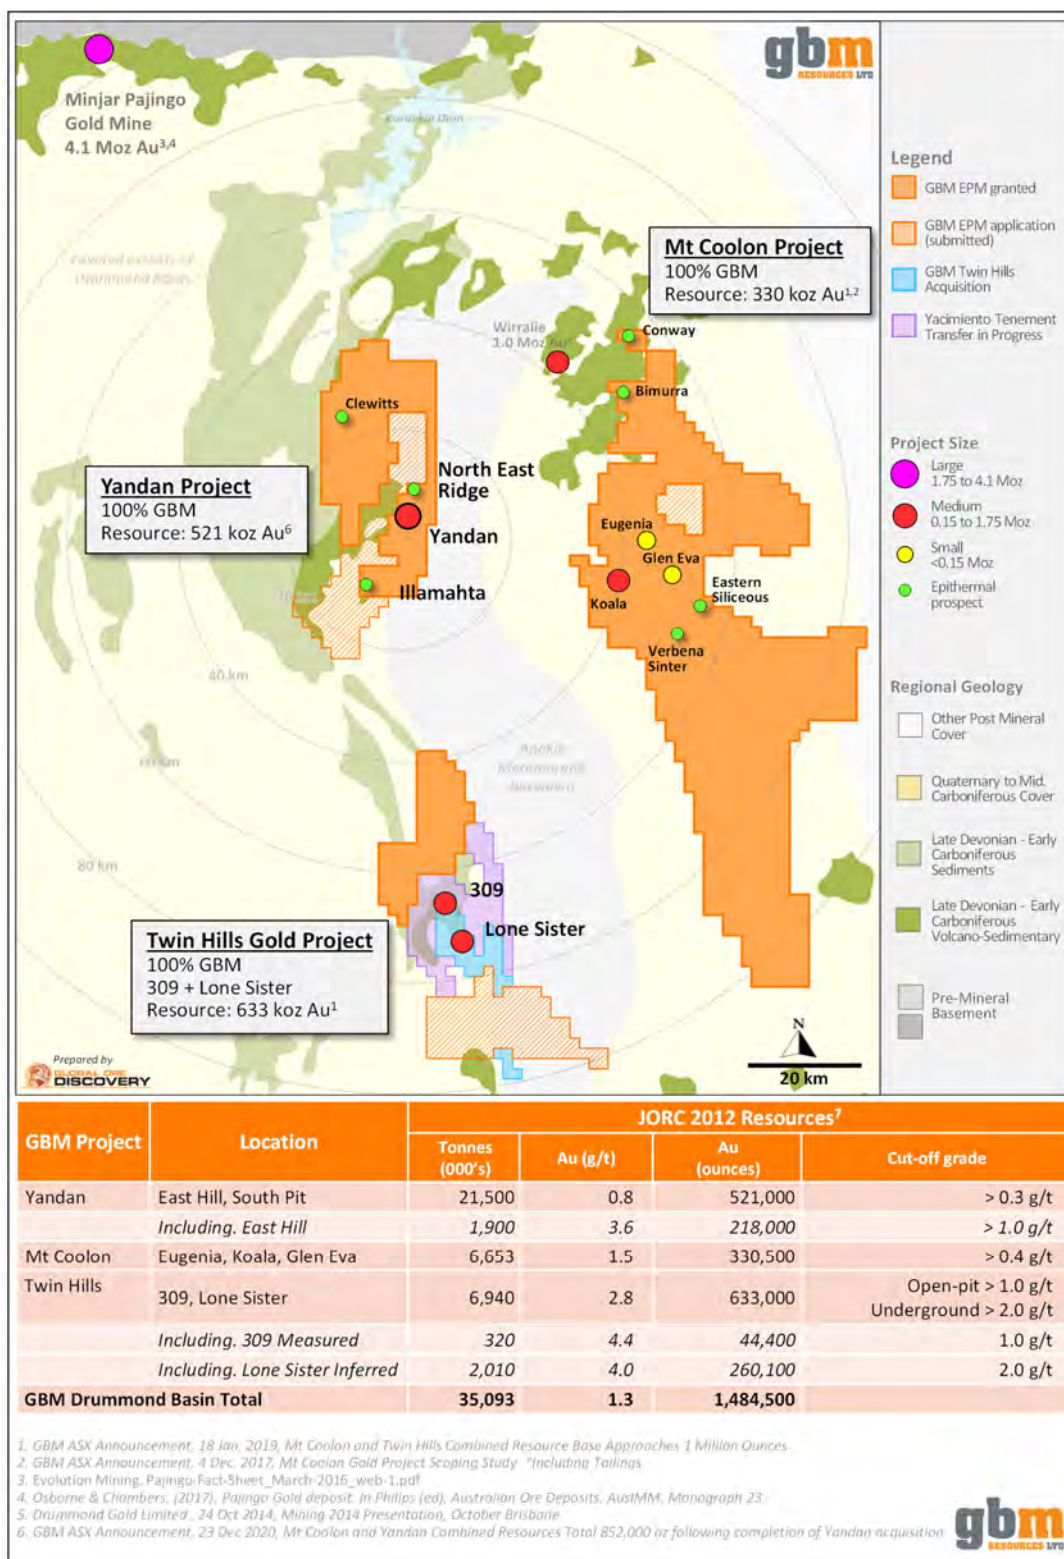 gbm
RESOURCES LTD
Minjar Pajingo
Gold Mine
4.1 Moz Au3,4
Mt Coolon Project
100% GBM
Resource: 330 koz Au1,2
Wirralie
1.0 Moz Au
Conway
Bimurra
Clewitts
North East
Ridge
Yandan
Yandan Project
100% GBM
Resource: 521 koz Au6
Illamahta
Eugenia
Glen Eva
Koala
Eastern
Siliceous
Verbena
Sinter
40 km
80 km
309
Lone Sister
Twin Hills Gold Project
100% GBM
309 + Lone Sister
Resource: 633 koz Au1
Prepared by
GLOBAL ORE
DISCOVERY
N
20 km
Legend
GBM EPM granted
GBM EPM application
(submitted)
GBM Twin Hills
Acquisition
Yacimiento Tenement
Transfer in Progress
Project Size
Large
1.75 to 4.1 Moz
Medium
0.15 to 1.75 Moz
Small
<0.15 Moz
Epithermal
prospect
Regional Geology
Other Post Mineral
Cover
Quaternary to Mid.
Carboniferous Cover
Late Devonian - Early
Carboniferous
Sediments
Late Devonian - Early
Carboniferous
Volcano-Sedimentary
Pre-Mineral
Basement
GBM Project Location JORC 2012 Resources7
Tonnes (000's) Au (g/t) Au (ounces) Cut-off grade
Yandan East Hill, South Pit 21,500 0.8 521,000 > 0.3 g/t
Including. East Hill 1,900 3.6 218,000 > 1.0 g/t
Mt Coolon Eugenia, Koala, Glen Eva 6,653 1.5 330,500 > 0.4 g/t
Twin Hills 309, Lone Sister 6,940 2.8 633,000 Open-pit > 1.0 g/t
Underground > 2.0 g/t
Including. 309 Measured 320 4.4 44,400 1.0 g/t
Including. Lone Sister Inferred 2,010 4.0 260,100 2.0 g/t
GBM Drummond Basin Total 35,093 1.3 1,484,500
1. GBM ASX Announcement, 18 Jan, 2019, Mt Coolon and Twin Hills Combined Resource Base Approaches 1 Million Ounces
2. GBM ASX Announcement, 4 Dec. 2017, Mt Coolon Gold Project Scoping Study *Including Tailings
3. Evolution Mining, Pajingo-Fact-Sheet_March-2016_web-1.pdf
4. Osborne & Chambers, (2017), Pajingo Gold deposit. In Philips (ed), Australian Ore Deposits, AusIMM, Monograph 23
5. Drummond Gold Limited., 24 Oct 2014, Mining 2014 Presentation, October Brisbane
6. GBM ASX Announcement, 23 Dec 2020, Mt Coolon and Yandan Combined Resources Total 852,000 oz following completion of Yandan acquisition
gbm
RESOURCES LTD